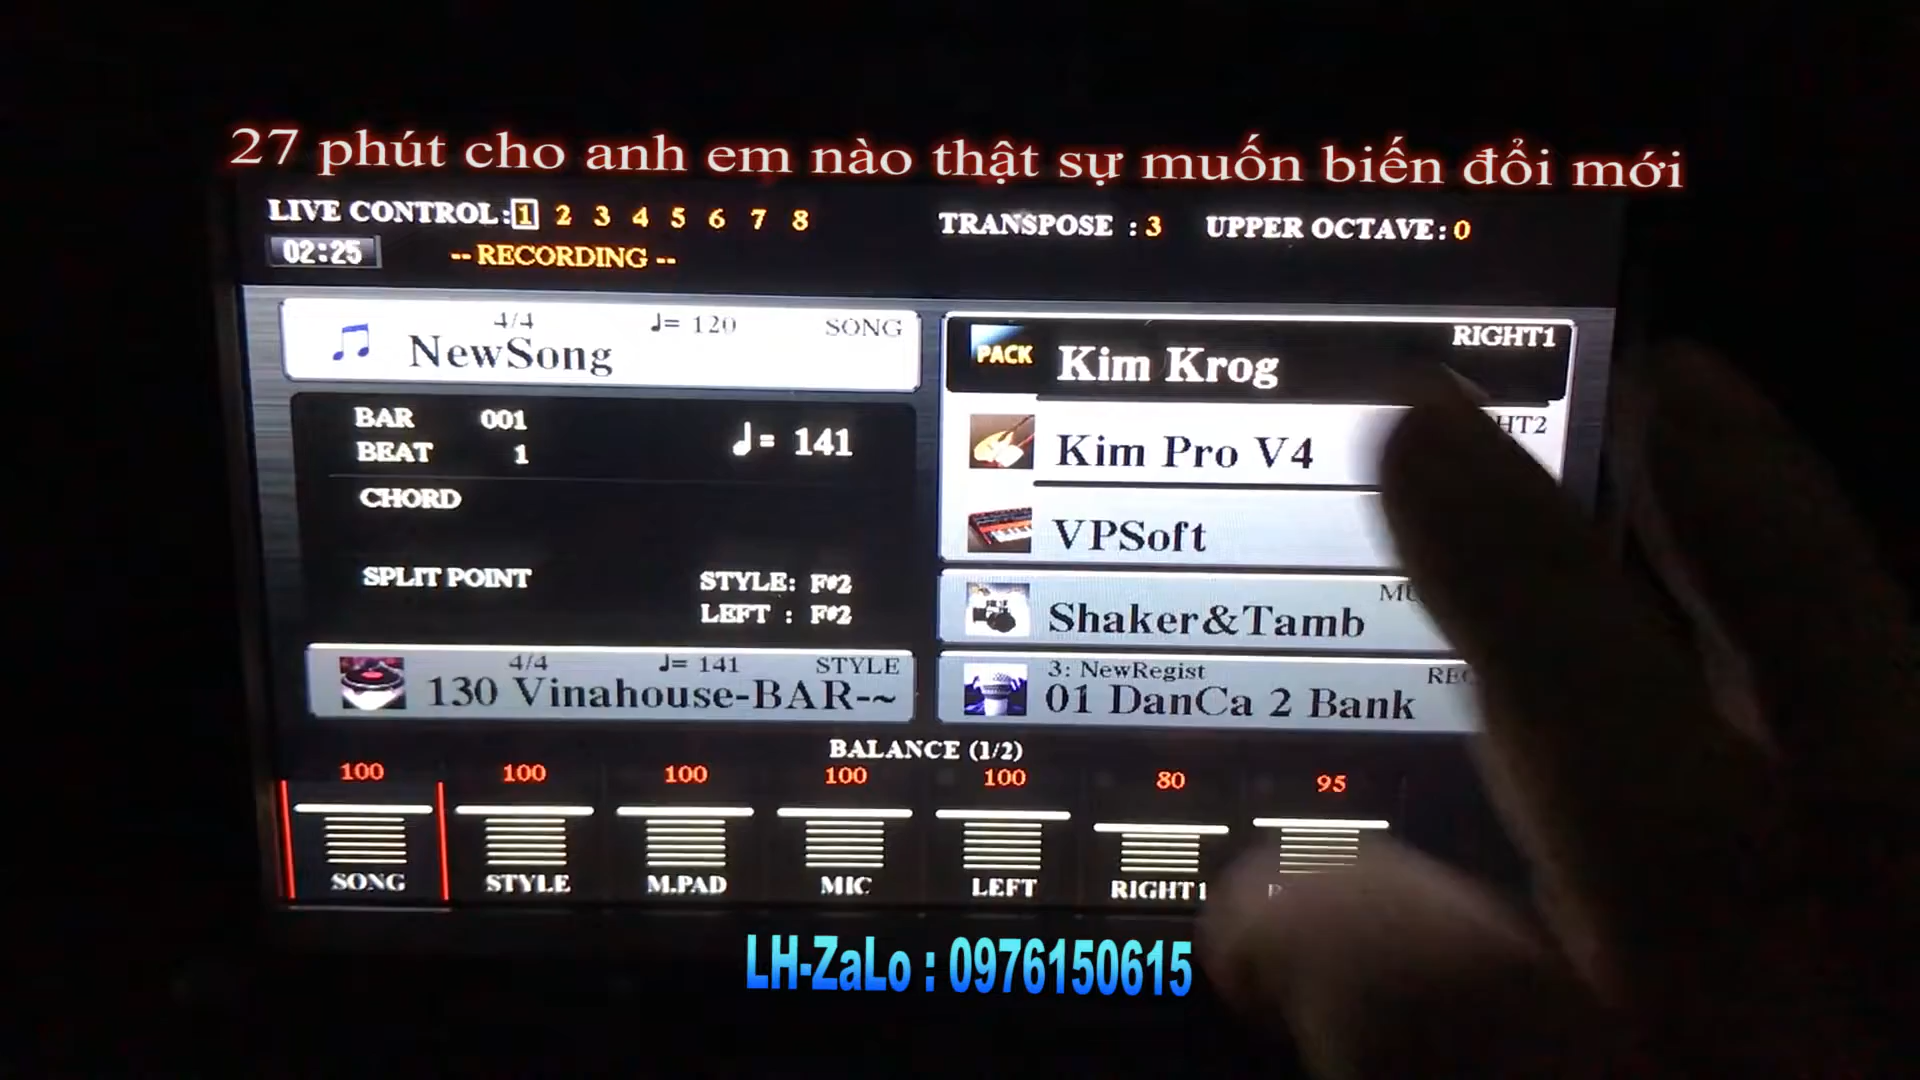 27 phút cho anh em nào thật sự muốn biến đổi mới
LIVE CONTROL: 1 2 3 4 5 6 7 8
TRANSPOSE : 3
UPPER OCTAVE: 0
02:25
-- RECORDING --
4/4 ♩= 120 SONG
NewSong
BAR 001
BEAT 1
♩= 141
CHORD
SPLIT POINT
STYLE: F#2
LEFT : F#2
4/4 ♩= 141 STYLE
130 Vinahouse-BAR-~
RIGHT1
PACK Kim Krog
HT2
Kim Pro V4
VPSoft
MU
Shaker&Tamb
3: NewRegist
REG
01 DanCa 2 Bank
BALANCE (1/2)
100 100 100 100 100 80 95
SONG STYLE M.PAD MIC LEFT RIGHT1
LH-ZaLo : 0976150615